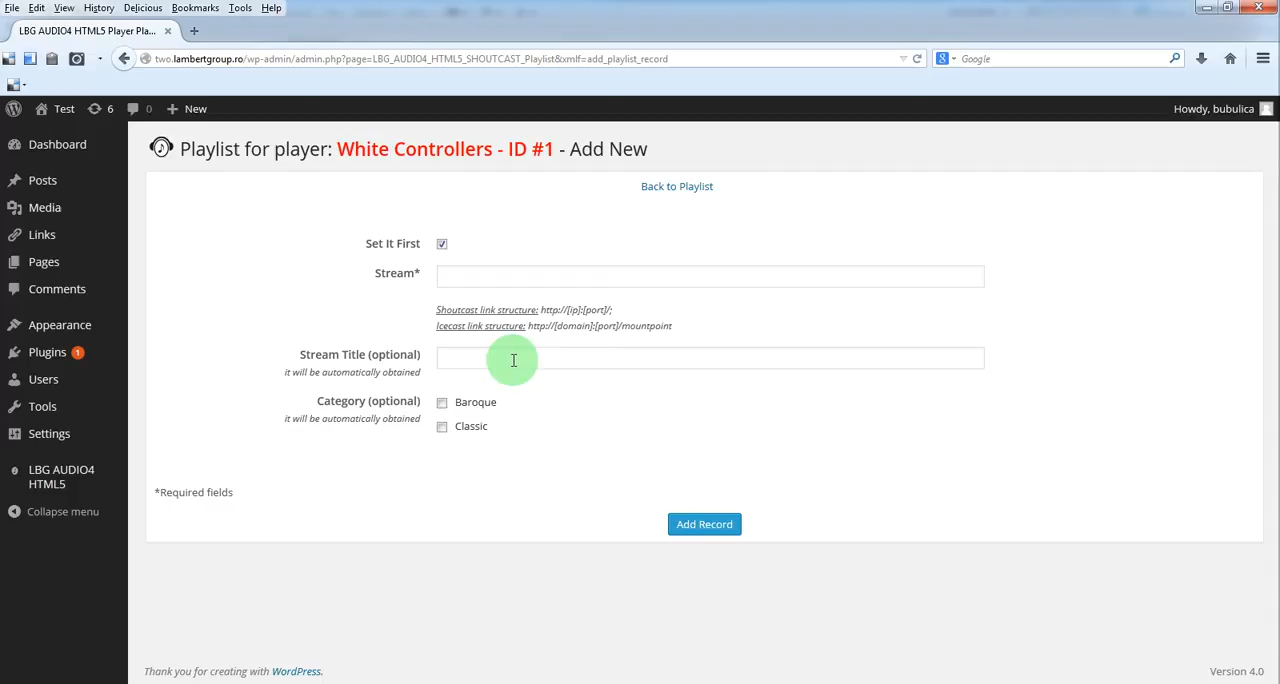 File Edit View History Delicious Bookmarks Tools Help
LBG AUDIO4 HTML5 Player Pla...
two.lambertgroup.ro/wp-admin/admin.php?page=LBG_AUDIO4_HTML5_SHOUTCAST_Playlist&xmlf=add_playlist_record
Google
Test 6 0 New
Howdy, bubulica
Dashboard
Posts
Media
Links
Pages
Comments
Appearance
Plugins 1
Users
Tools
Settings
LBG AUDIO4
HTML5
Collapse menu
Playlist for player: White Controllers - ID #1 - Add New
Back to Playlist
Set It First
Stream*
Shoutcast link structure: http://[ip]:[port]/;
Icecast link structure: http://[domain]:[port]/mountpoint
Stream Title (optional)
it will be automatically obtained
Category (optional)
it will be automatically obtained
Baroque
Classic
*Required fields
Add Record
Thank you for creating with WordPress.
Version 4.0